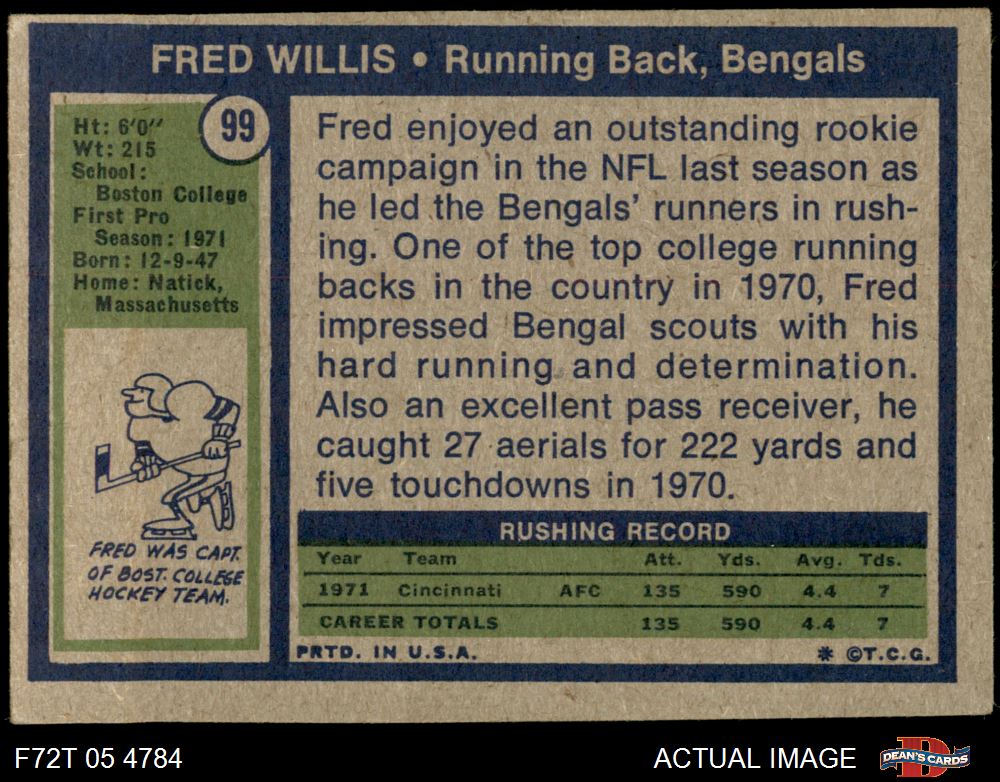 FRED WILLIS • Running Back, Bengals
99
Ht: 6'0"
Wt: 215
School:
Boston College
First Pro
Season: 1971
Born: 12-9-47
Home: Natick,
Massachusetts
FRED WAS CAPT.
OF BOST. COLLEGE
HOCKEY TEAM.
Fred enjoyed an outstanding rookie
campaign in the NFL last season as
he led the Bengals' runners in rush-
ing. One of the top college running
backs in the country in 1970, Fred
impressed Bengal scouts with his
hard running and determination.
Also an excellent pass receiver, he
caught 27 aerials for 222 yards and
five touchdowns in 1970.
RUSHING RECORD
Year Team Att. Yds. Avg. Tds.
1971 Cincinnati AFC 135 590 4.4 7
CAREER TOTALS 135 590 4.4 7
PRTD. IN U.S.A. * ©T.C.G.
F72T 05 4784 ACTUAL IMAGE DEAN'S CARDS